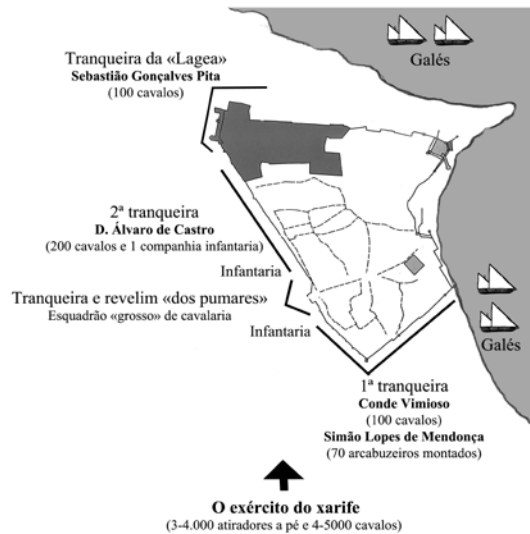 Galés
Tranqueira da «Lagea»
Sebastião Gonçalves Pita
(100 cavalos)
2ª tranqueira
D. Álvaro de Castro
(200 cavalos e 1 companhia infantaria)
Infantaria
Tranqueira e revelim «dos pumares»
Esquadrão «grosso» de cavalaria
Infantaria
Galés
1ª tranqueira
Conde Vimioso
(100 cavalos)
Simão Lopes de Mendonça
(70 arcabuzeiros montados)
O exército do xarife
(3-4.000 atiradores a pé e 4-5000 cavalos)